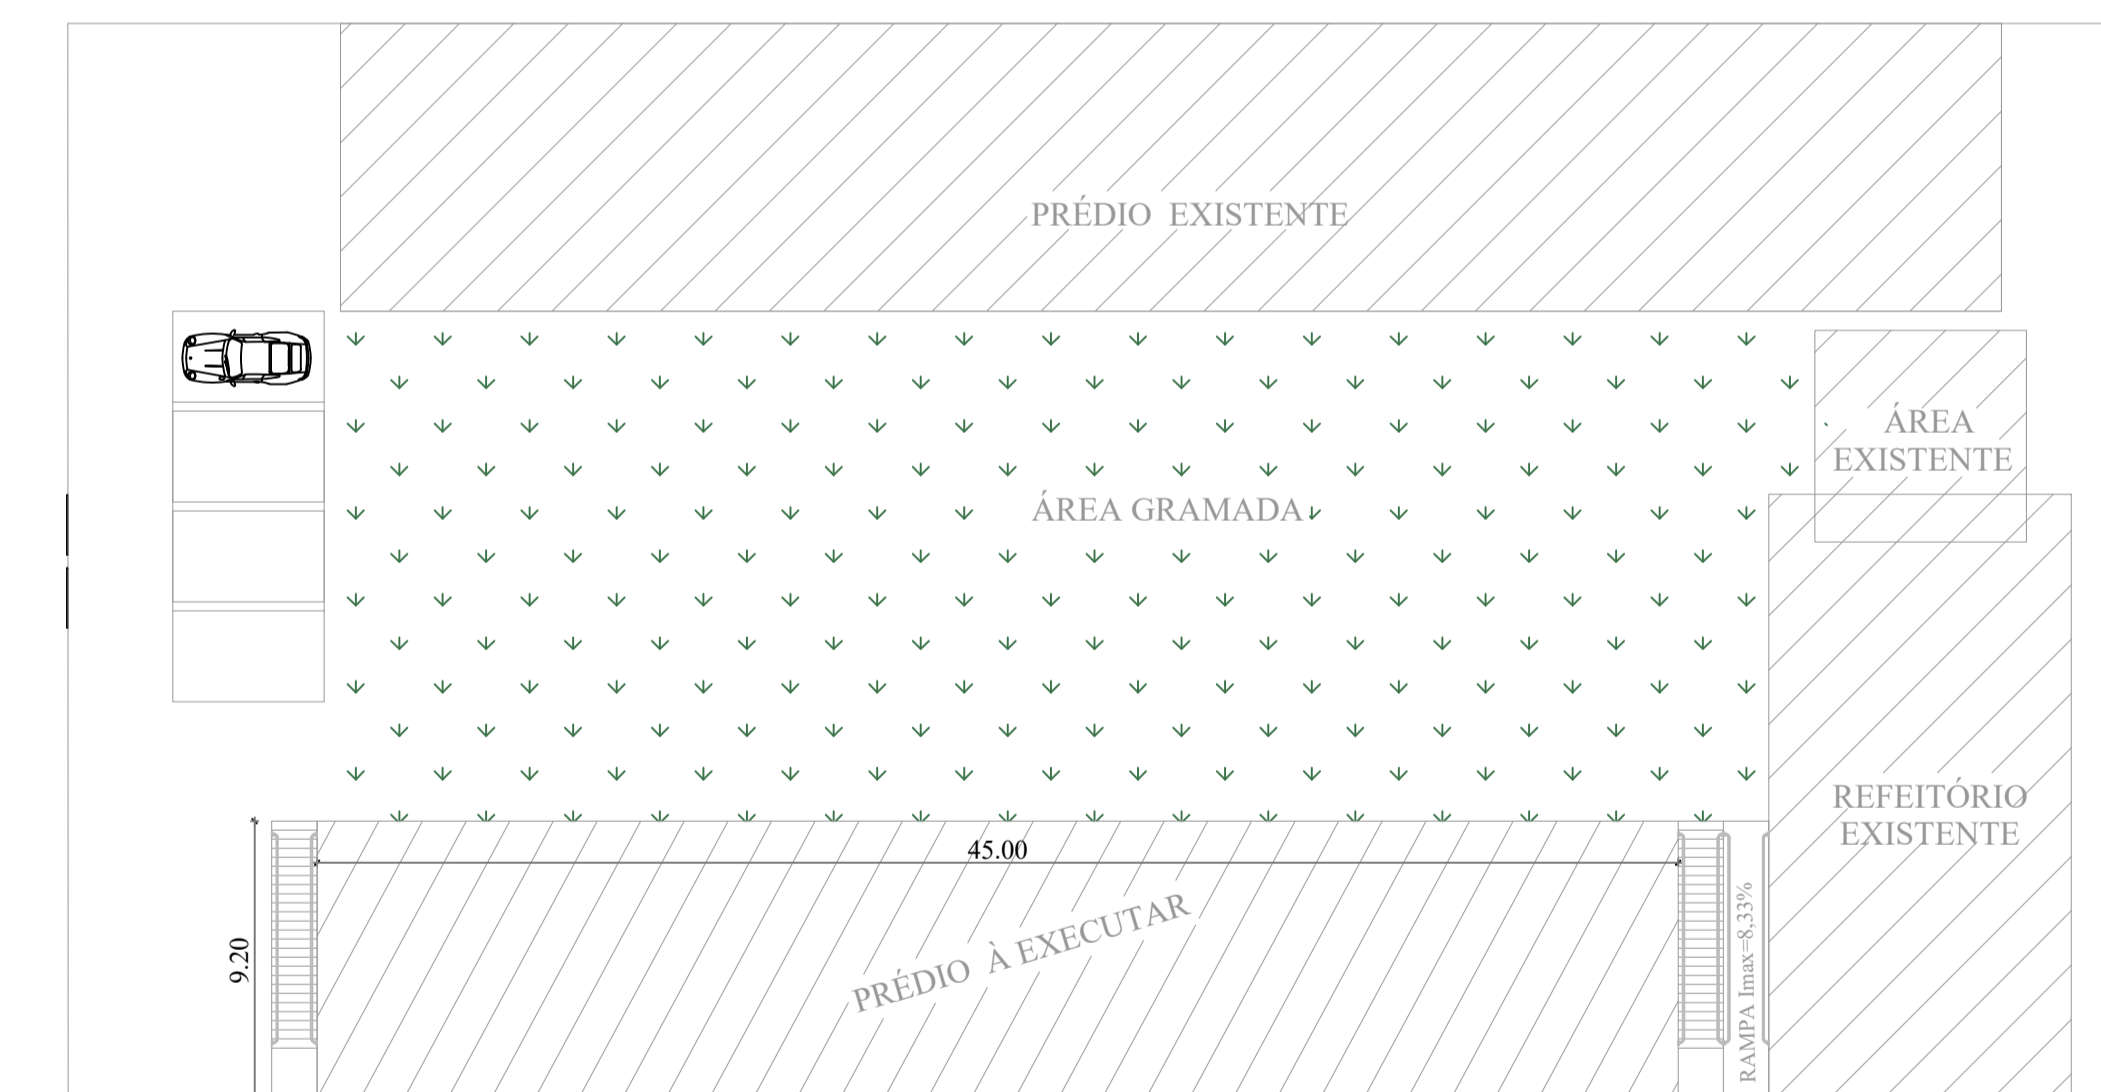 PRÉDIO EXISTENTE
ÁREA
EXISTENTE
ÁREA GRAMADA
REFEITÓRIO
EXISTENTE
45.00
PRÉDIO À EXECUTAR
9.20
RAMPA Imax=8,33%